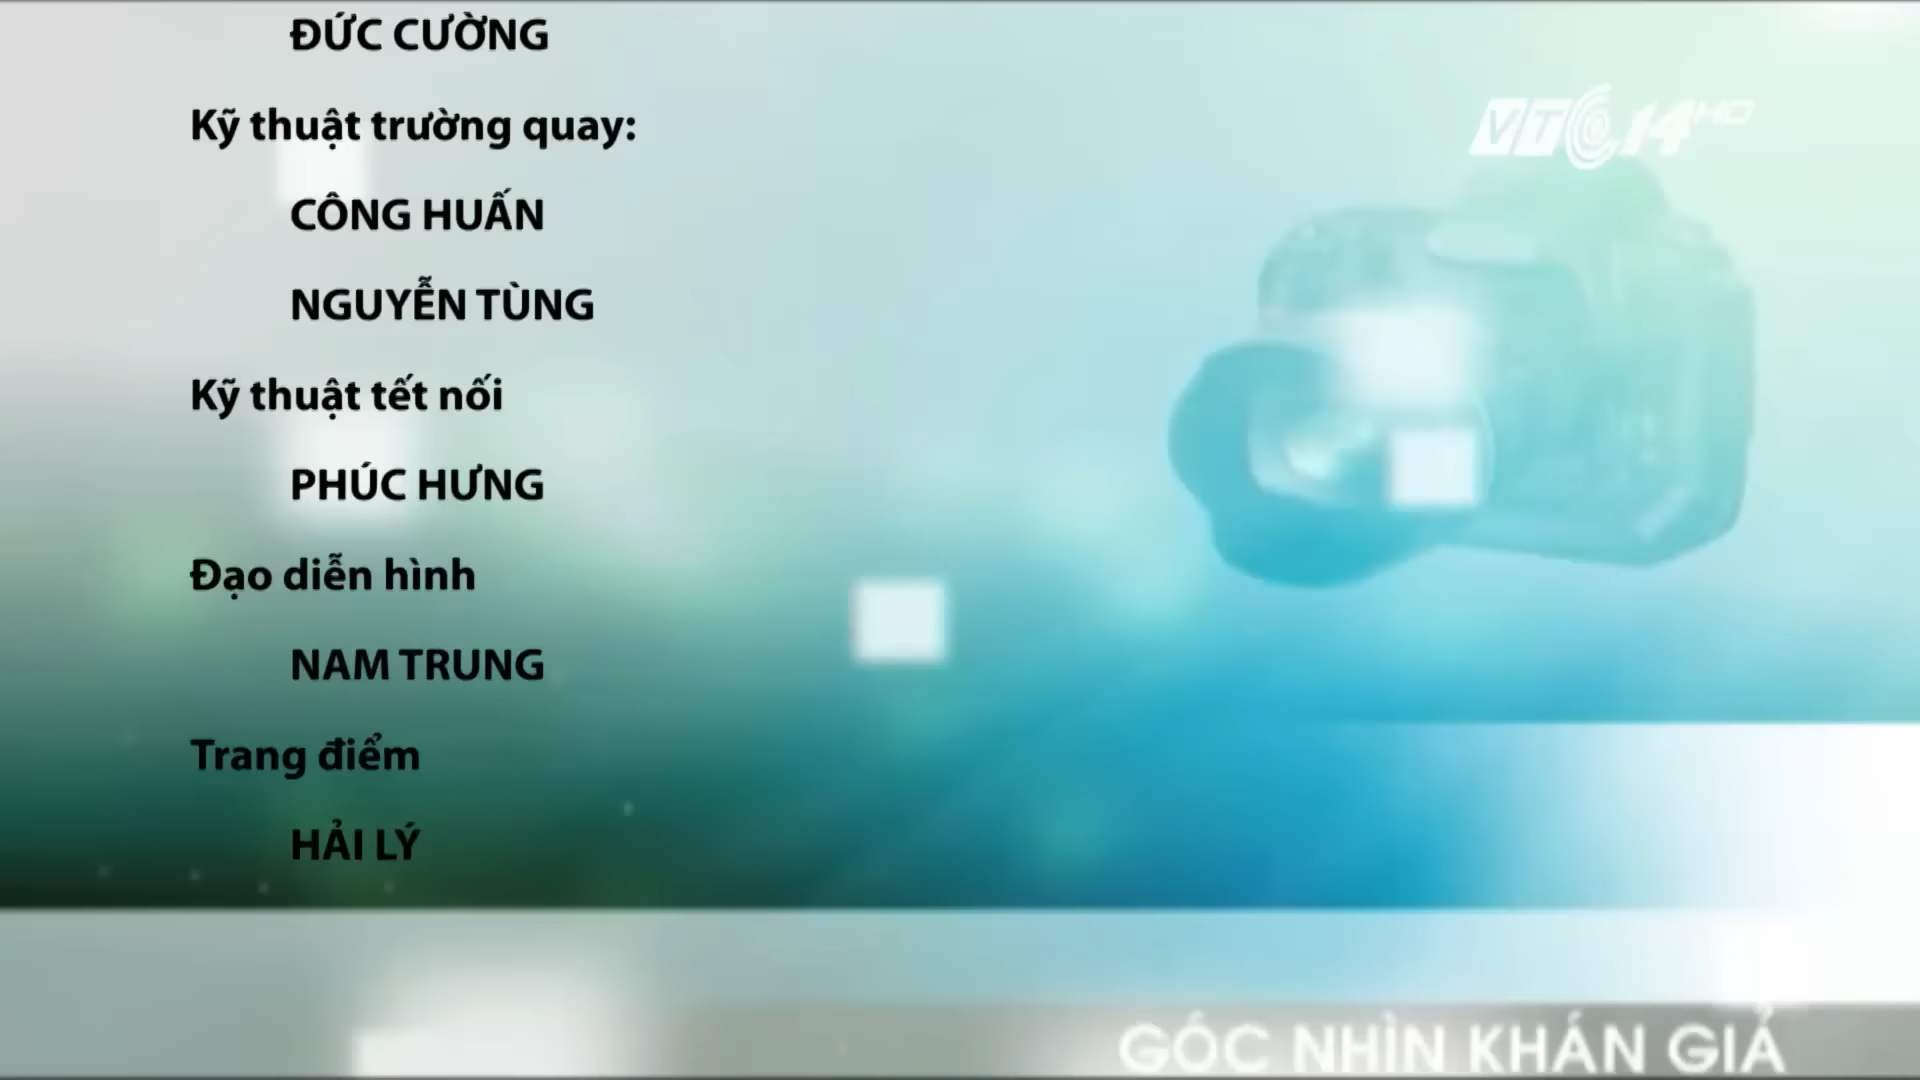 ĐỨC CƯỜNG
VTC14 HD
Kỹ thuật trường quay:
CÔNG HUẤN
NGUYỄN TÙNG
Kỹ thuật tết nối
PHÚC HƯNG
Đạo diễn hình
NAM TRUNG
Trang điểm
HẢI LÝ
GÓC NHÌN KHÁN GIẢ